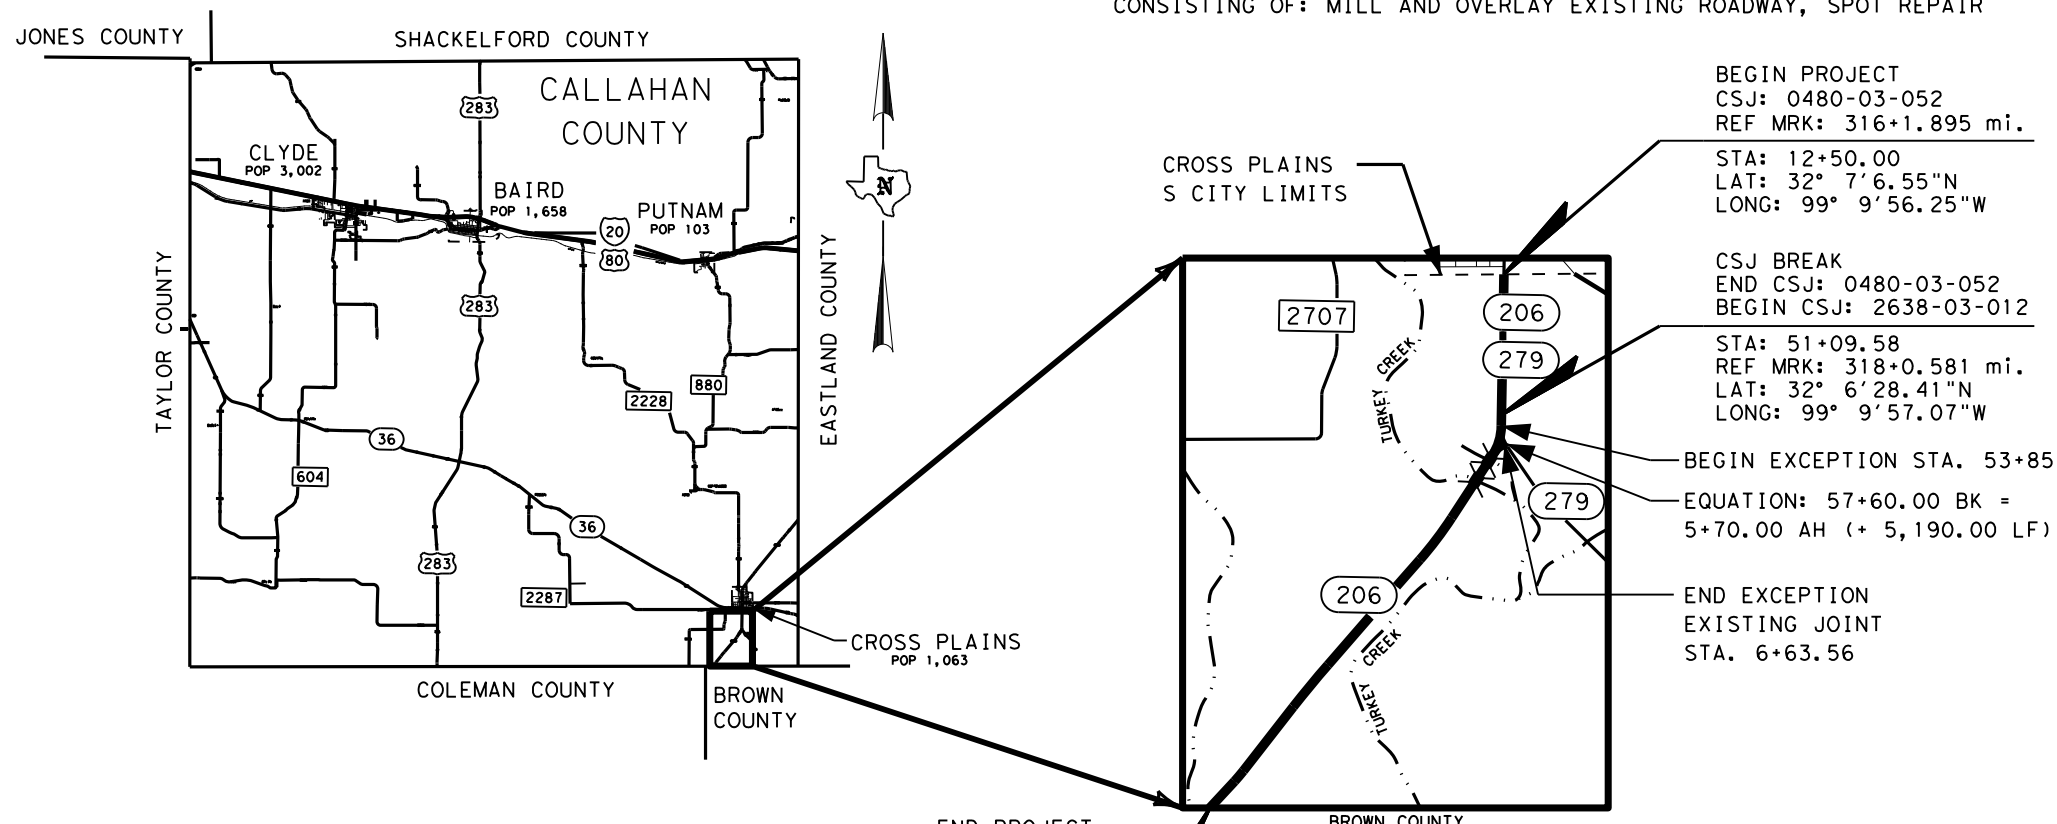 CONSISTING OF: MILL AND OVERLAY EXISTING ROADWAY, SPOT REPAIR
JONES COUNTY
SHACKELFORD COUNTY
CALLAHAN
COUNTY
283
CLYDE
POP 3,002
BAIRD
POP 1,658
PUTNAM
POP 103
20
80
283
TAYLOR COUNTY
EASTLAND COUNTY
880
2228
36
604
36
283
2287
CROSS PLAINS
POP 1,063
COLEMAN COUNTY
BROWN
COUNTY
N
CROSS PLAINS
S CITY LIMITS
BEGIN PROJECT
CSJ: 0480-03-052
REF MRK: 316+1.895 mi.
STA: 12+50.00
LAT: 32° 7'6.55"N
LONG: 99° 9'56.25"W
CSJ BREAK
END CSJ: 0480-03-052
BEGIN CSJ: 2638-03-012
STA: 51+09.58
REF MRK: 318+0.581 mi.
LAT: 32° 6'28.41"N
LONG: 99° 9'57.07"W
2707
206
279
TURKEY CREEK
BEGIN EXCEPTION STA. 53+85
279
EQUATION: 57+60.00 BK =
5+70.00 AH (+ 5,190.00 LF)
206
END EXCEPTION
EXISTING JOINT
STA. 6+63.56
TURKEY CREEK
END PROJECT
BROWN COUNTY